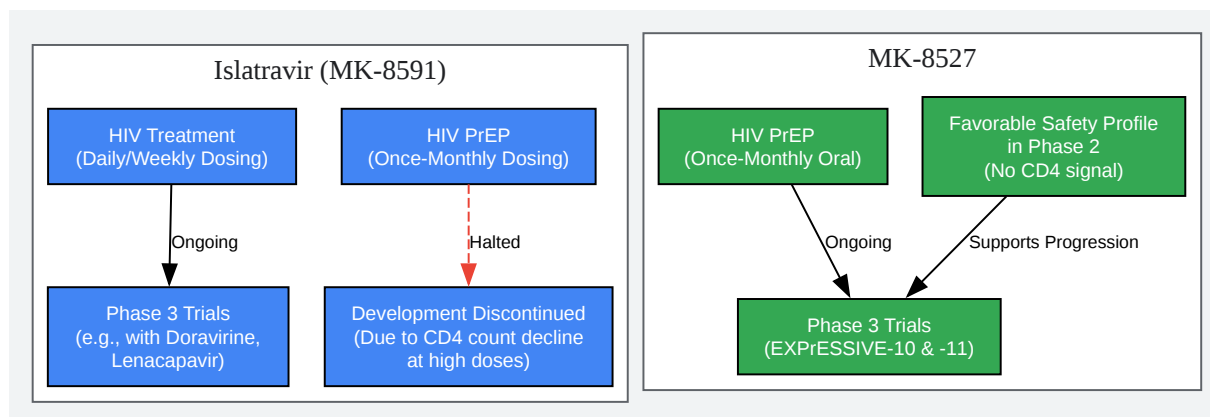 Islatravir (MK-8591)
HIV Treatment
(Daily/Weekly Dosing)
HIV PrEP
(Once-Monthly Dosing)
Ongoing
Halted
Phase 3 Trials
(e.g., with Doravirine,
Lenacapavir)
Development Discontinued
(Due to CD4 count decline
at high doses)
MK-8527
HIV PrEP
(Once-Monthly Oral)
Favorable Safety Profile
in Phase 2
(No CD4 signal)
Ongoing
Supports Progression
Phase 3 Trials
(EXPrESSIVE-10 & -11)